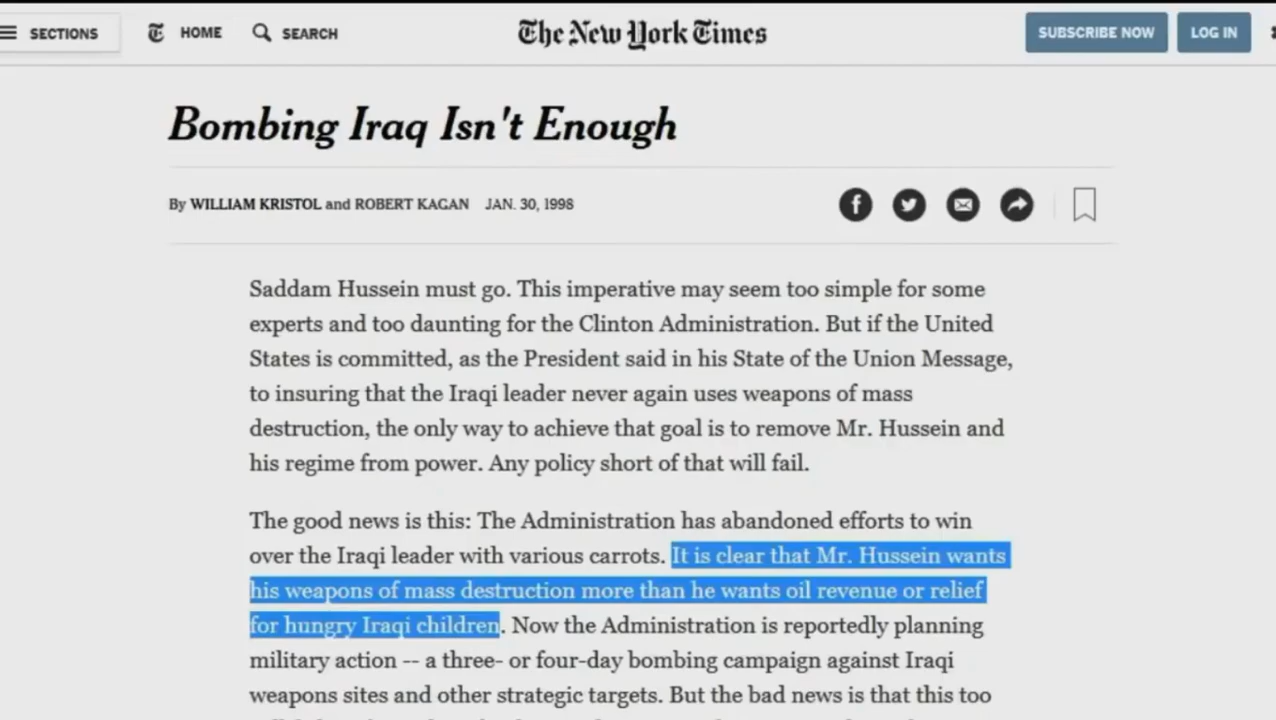 SECTIONS HOME SEARCH The New York Times SUBSCRIBE NOW LOG IN
Bombing Iraq Isn't Enough
By WILLIAM KRISTOL and ROBERT KAGAN JAN. 30, 1998
Saddam Hussein must go. This imperative may seem too simple for some
experts and too daunting for the Clinton Administration. But if the United
States is committed, as the President said in his State of the Union Message,
to insuring that the Iraqi leader never again uses weapons of mass
destruction, the only way to achieve that goal is to remove Mr. Hussein and
his regime from power. Any policy short of that will fail.
The good news is this: The Administration has abandoned efforts to win
over the Iraqi leader with various carrots. It is clear that Mr. Hussein wants
his weapons of mass destruction more than he wants oil revenue or relief
for hungry Iraqi children. Now the Administration is reportedly planning
military action -- a three- or four-day bombing campaign against Iraqi
weapons sites and other strategic targets. But the bad news is that this too